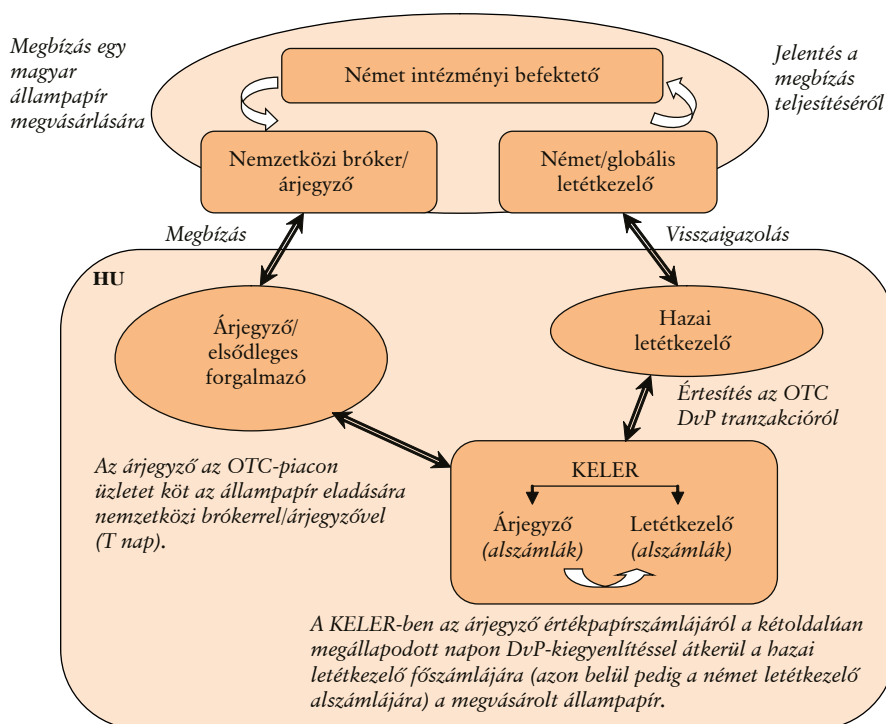 Megbízás egy
magyar
állampapír
megvásárlására
Német intézményi befektető
Jelentés a
megbízás
teljesítéséről
Nemzetközi bróker/
árjegyző
Német/globális
letétkezelő
Megbízás
Visszaigazolás
HU
Árjegyző/
elsődleges
forgalmazó
Hazai
letétkezelő
Értesítés az OTC
DvP tranzakcióról
Az árjegyző az OTC-piacon
üzletet köt az állampapír eladására
nemzetközi brókerrel/árjegyzővel
(T nap).
KELER
Árjegyző
(alszámlák)
Letétkezelő
(alszámlák)
A KELER-ben az árjegyző értékpapírszámlájáról a kétoldalúan
megállapodott napon DvP-kiegyenlítéssel átkerül a hazai
letétkezelő főszámlájára (azon belül pedig a német letétkezelő
alszámlájára) a megvásárolt állampapír.